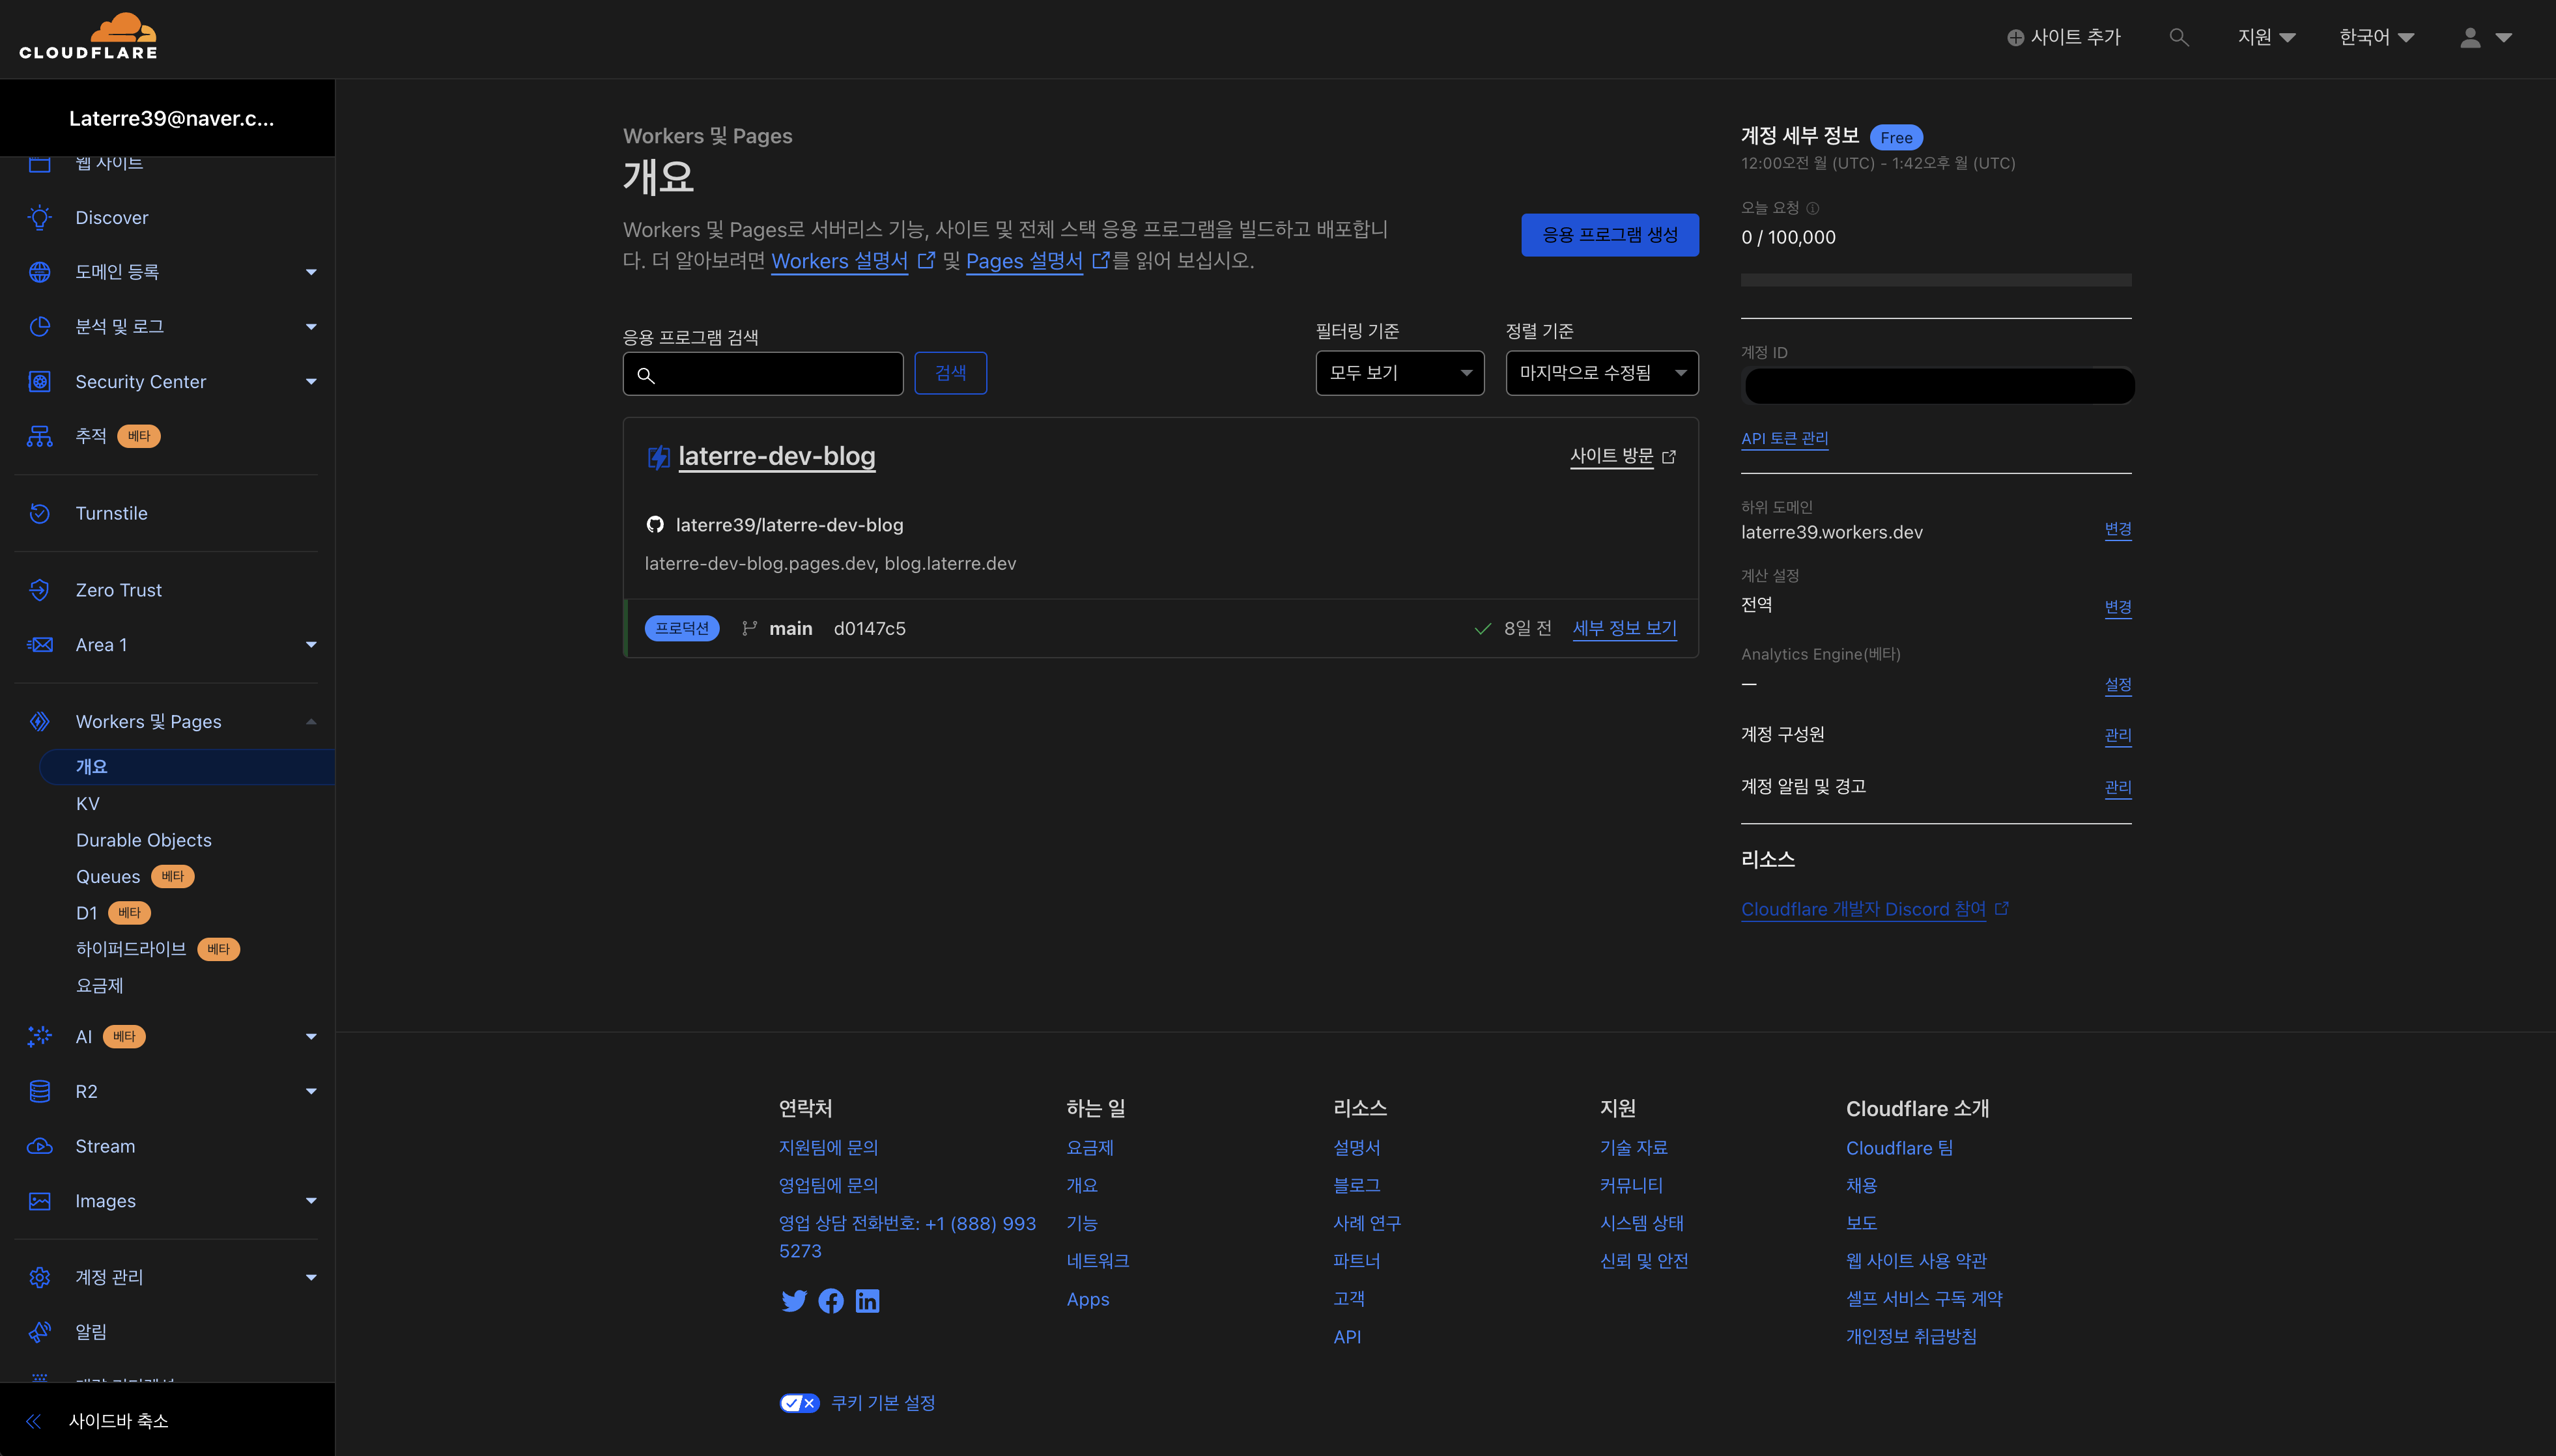 CLOUDFLARE
사이트 추가
지원
한국어
Laterre39@naver.c...
웹 사이트
Discover
도메인 등록
분석 및 로그
Security Center
추적 베타
Turnstile
Zero Trust
Area 1
Workers 및 Pages
개요
KV
Durable Objects
Queues 베타
D1 베타
하이퍼드라이브 베타
요금제
AI 베타
R2
Stream
Images
계정 관리
알림
사이드바 축소
Workers 및 Pages
개요
Workers 및 Pages로 서버리스 기능, 사이트 및 전체 스택 응용 프로그램을 빌드하고 배포합니
다. 더 알아보려면 Workers 설명서 및 Pages 설명서 를 읽어 보십시오.
응용 프로그램 생성
응용 프로그램 검색
검색
필터링 기준
모두 보기
정렬 기준
마지막으로 수정됨
laterre-dev-blog
사이트 방문
laterre39/laterre-dev-blog
laterre-dev-blog.pages.dev, blog.laterre.dev
프로덕션 main d0147c5 8일 전 세부 정보 보기
계정 세부 정보 Free
12:00오전 월 (UTC) - 1:42오후 월 (UTC)
오늘 요청
0 / 100,000
계정 ID
API 토큰 관리
하위 도메인
laterre39.workers.dev 변경
계산 설정
전역 변경
Analytics Engine(베타)
— 설정
계정 구성원 관리
계정 알림 및 경고 관리
리소스
Cloudflare 개발자 Discord 참여
연락처
지원팀에 문의
영업팀에 문의
영업 상담 전화번호: +1 (888) 993
5273
하는 일
요금제
개요
기능
네트워크
Apps
리소스
설명서
블로그
사례 연구
파트너
고객
API
지원
기술 자료
커뮤니티
시스템 상태
신뢰 및 안전
Cloudflare 소개
Cloudflare 팀
채용
보도
웹 사이트 사용 약관
셀프 서비스 구독 계약
개인정보 취급방침
쿠키 기본 설정